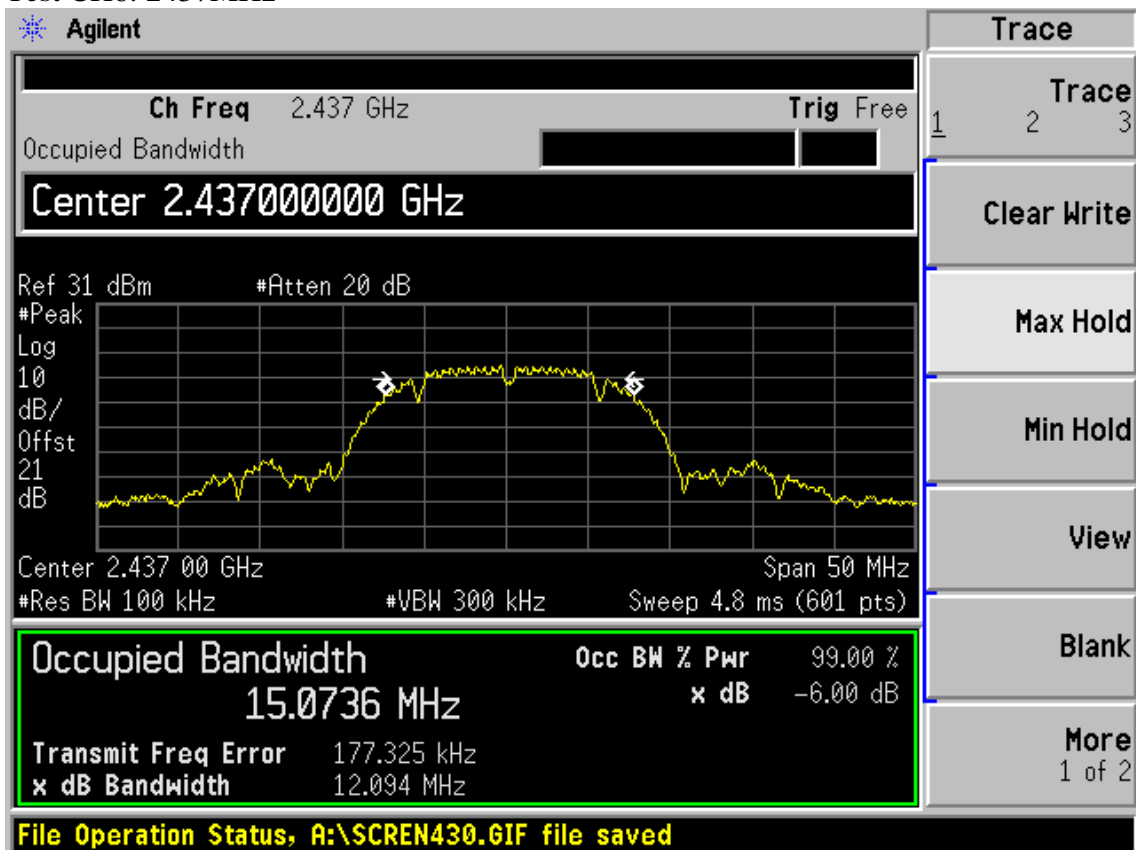 Agilent
Trace
Ch Freq 2.437 GHz Trig Free
Occupied Bandwidth
Center 2.437000000 GHz
Ref 31 dBm #Atten 20 dB
#Peak
Log
10
dB/
Offst
21
dB
Center 2.437 00 GHz Span 50 MHz
#Res BW 100 kHz #VBW 300 kHz Sweep 4.8 ms (601 pts)
Occupied Bandwidth Occ BW % Pwr 99.00 %
15.0736 MHz x dB -6.00 dB
Transmit Freq Error 177.325 kHz
x dB Bandwidth 12.094 MHz
File Operation Status, A:\SCREN430.GIF file saved
Trace
1 2 3
Clear Write
Max Hold
Min Hold
View
Blank
More
1 of 2